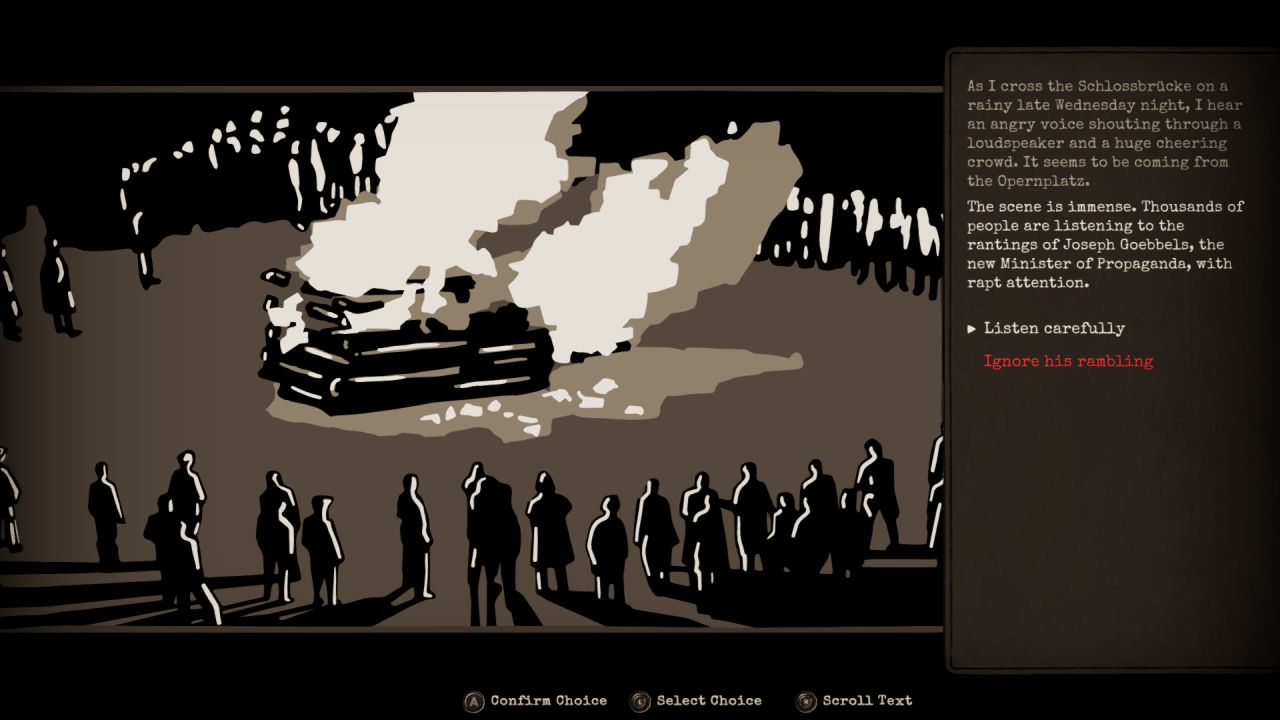 As I cross the Schlossbrücke on a
rainy late Wednesday night, I hear
an angry voice shouting through a
loudspeaker and a huge cheering
crowd. It seems to be coming from
the Opernplatz.
The scene is immense. Thousands of
people are listening to the
rantings of Joseph Goebbels, the
new Minister of Propaganda, with
rapt attention.
Listen carefully
Ignore his rambling
A Confirm Choice L Select Choice R Scroll Text